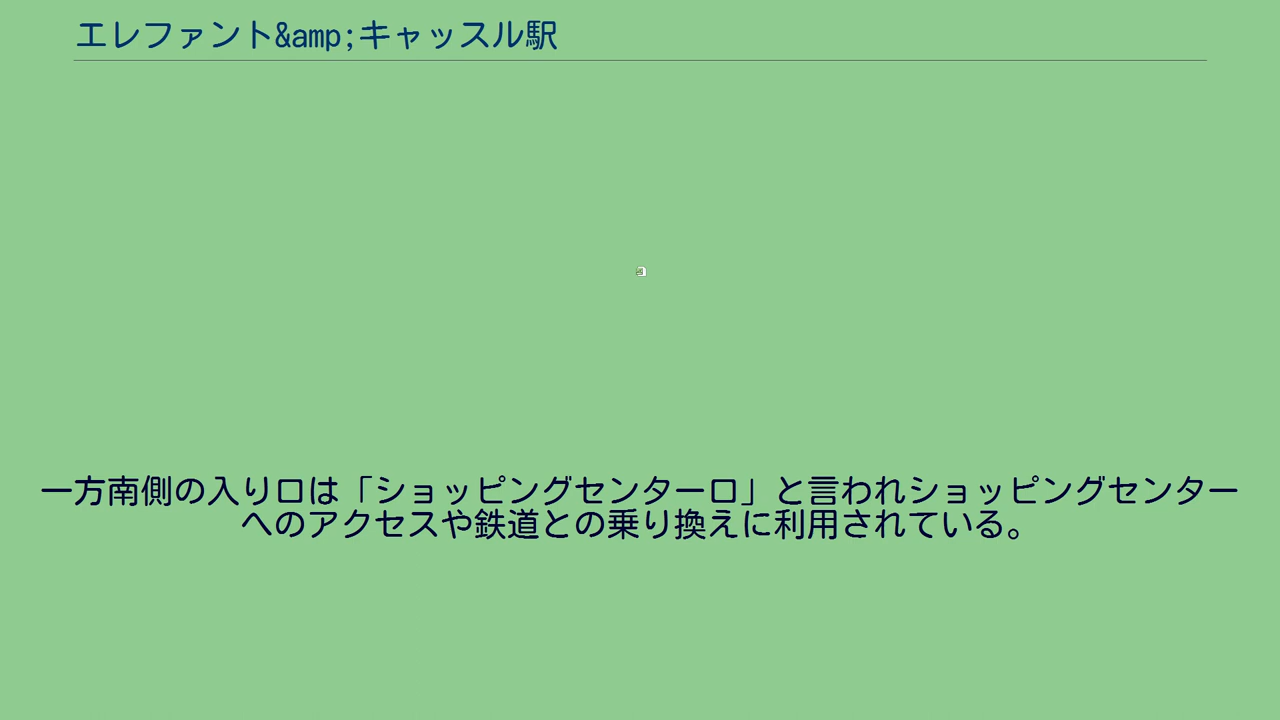 エレファント&amp;キャッスル駅
一方南側の入り口は「ショッピングセンター口」と言われショッピングセンター
へのアクセスや鉄道との乗り換えに利用されている。